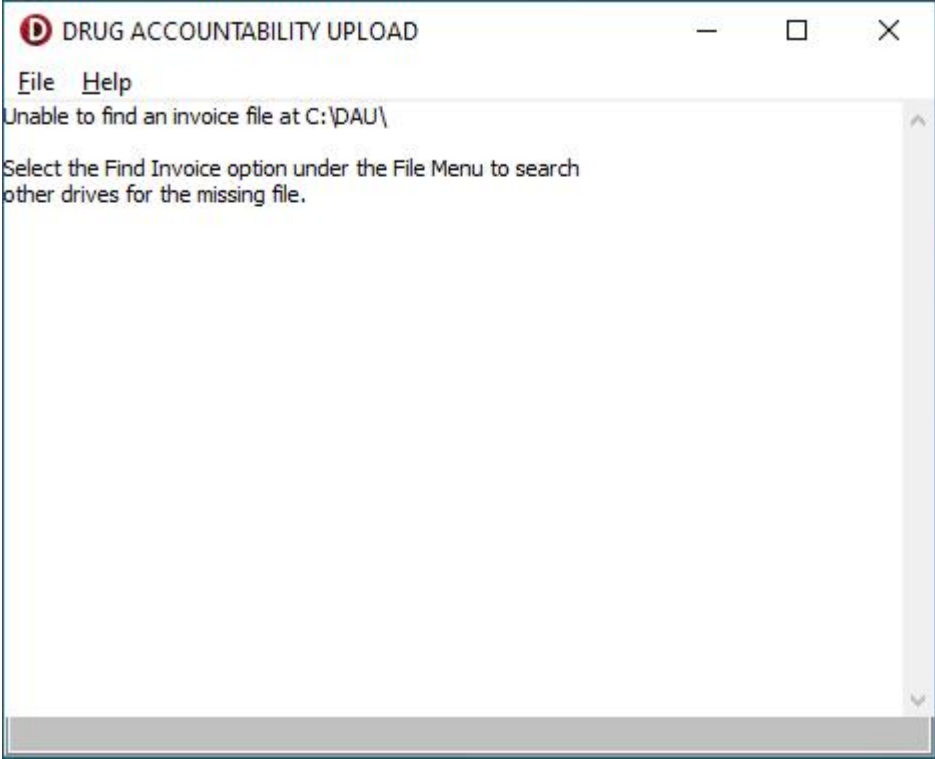 DRUG ACCOUNTABILITY UPLOAD
File Help
Unable to find an invoice file at C:\DAU\
Select the Find Invoice option under the File Menu to search
other drives for the missing file.